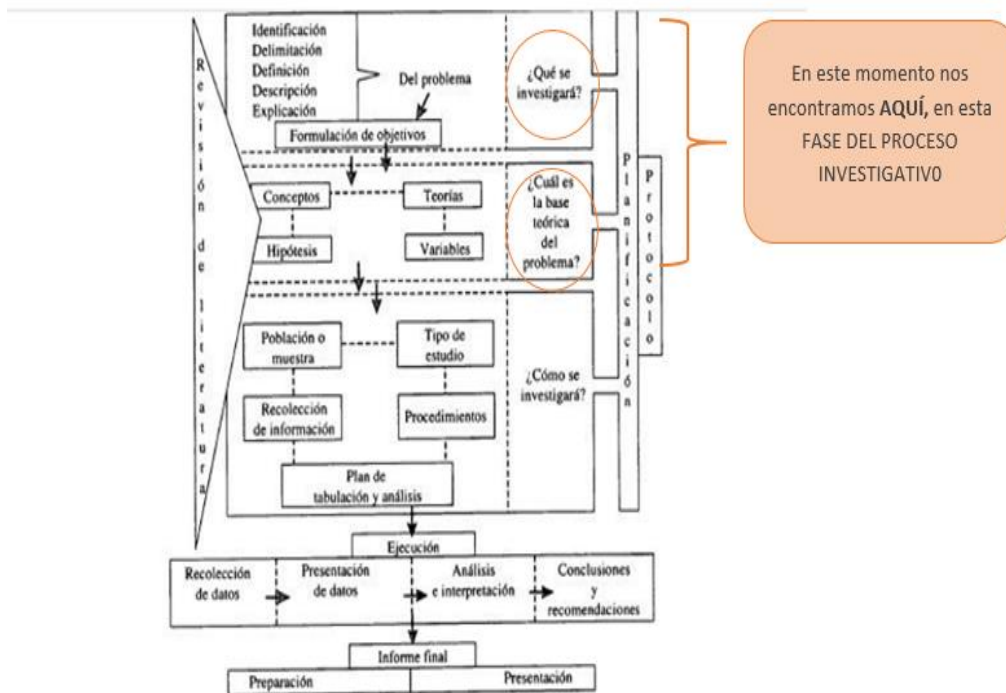 Identificación
Delimitación
Definición
Descripción
Explicación
Del problema
Formulación de objetivos
¿Qué se
investigará?
Conceptos
Teorías
Hipótesis
Variables
¿Cuál es
la base
teórica
del
problema?
Población o
muestra
Tipo de
estudio
Recolección
de información
Procedimientos
Plan de
tabulación y análisis
¿Cómo se
investigará?
Revisión de literatura
Planificación
Protocolo
En este momento nos
encontramos AQUÍ, en esta
FASE DEL PROCESO
INVESTIGATIVO
Ejecución
Recolección
de datos
Presentación
de datos
Análisis
e interpretación
Conclusiones
y
recomendaciones
Informe final
Preparación
Presentación